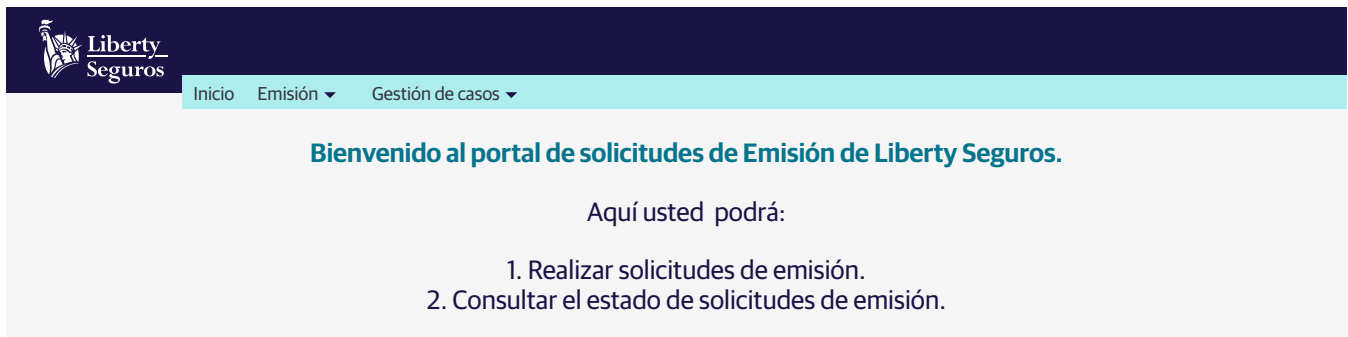 Liberty
Seguros
Inicio Emisión Gestión de casos
Bienvenido al portal de solicitudes de Emisión de Liberty Seguros.
Aquí usted podrá:
1. Realizar solicitudes de emisión.
2. Consultar el estado de solicitudes de emisión.